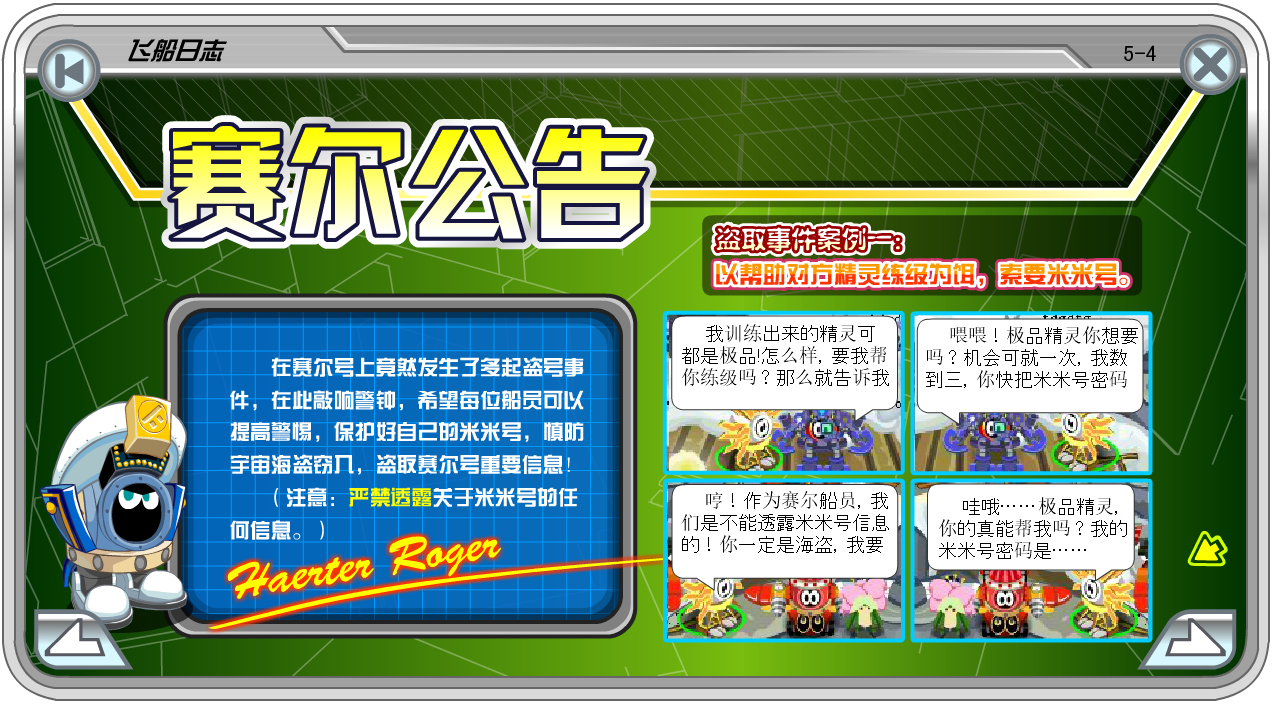 飞船日志
5-4
赛尔公告
盗取事件案例一：
以帮助对方精灵练级为饵，索要米米号。
在赛尔号上竟然发生了多起盗号事
件，在此敲响警钟，希望每位船员可以
提高警惕，保护好自己的米米号，慎防
宇宙海盗窃入，盗取赛尔号重要信息！
（注意：严禁透露关于米米号的任
何信息。）
Haerter Roger
我训练出来的精灵可
都是极品!怎么样, 要我帮
你练级吗？那么就告诉我
喂喂！极品精灵你想要
吗？机会可就一次, 我数
到三, 你快把米米号密码
哼！作为赛尔船员, 我
们是不能透露米米号信息
的！你一定是海盗, 我要
哇哦……极品精灵,
你的真能帮我吗？我的
米米号密码是……